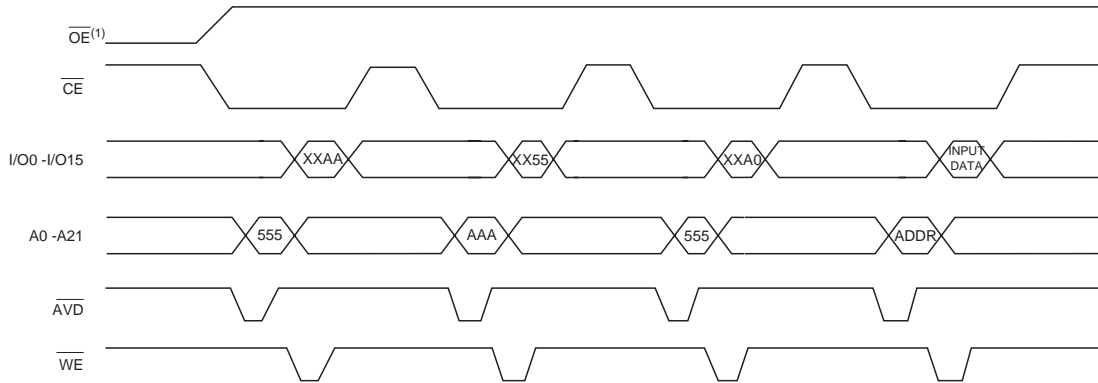 OE(1)
CE
I/O0 -I/O15 XXAA XX55 XXA0 INPUT DATA
A0 -A21 555 AAA 555 ADDR
AVD
WE